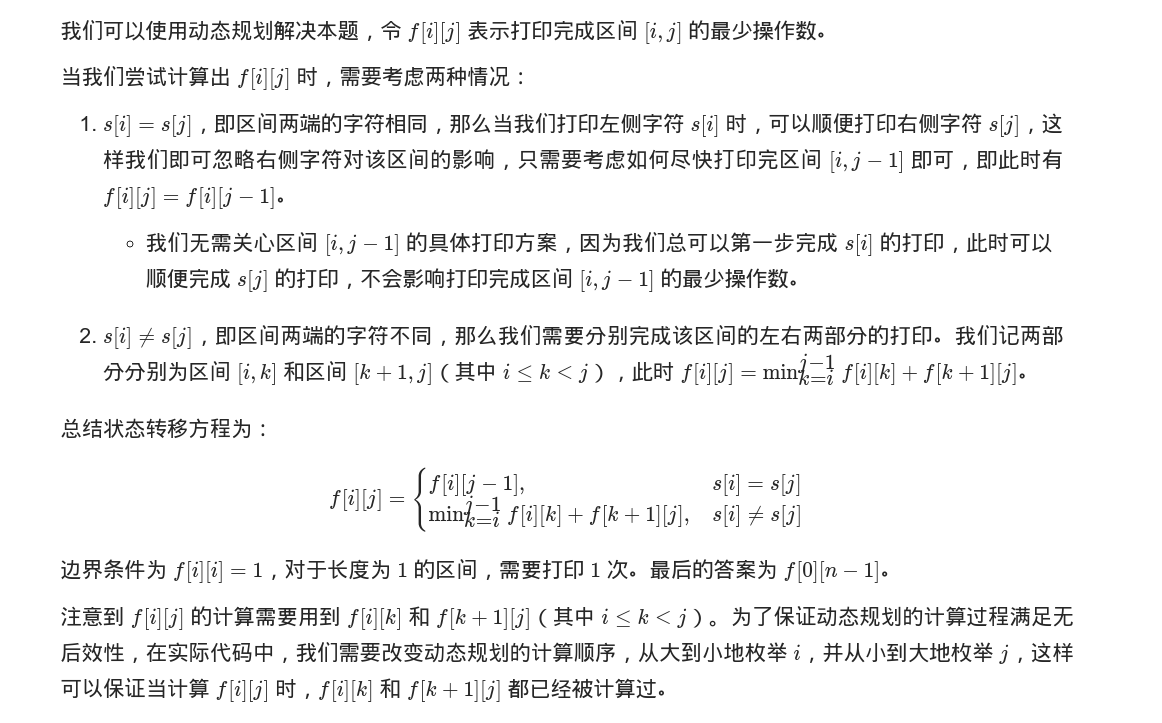 我们可以使用动态规划解决本题，令 f[i][j] 表示打印完成区间 [i,j] 的最少操作数。
当我们尝试计算出 f[i][j] 时，需要考虑两种情况：
1. s[i] = s[j]，即区间两端的字符相同，那么当我们打印左侧字符 s[i] 时，可以顺便打印右侧字符 s[j]，这
样我们即可忽略右侧字符对该区间的影响，只需要考虑如何尽快打印完区间 [i,j − 1] 即可，即此时有
f[i][j] = f[i][j − 1]。
◦ 我们无需关心区间 [i,j − 1] 的具体打印方案，因为我们总可以第一步完成 s[i] 的打印，此时可以
顺便完成 s[j] 的打印，不会影响打印完成区间 [i,j − 1] 的最少操作数。
2. s[i] ≠ s[j]，即区间两端的字符不同，那么我们需要分别完成该区间的左右两部分的打印。我们记两部
分分别为区间 [i,k] 和区间 [k + 1,j]（其中 i ≤ k < j），此时 f[i][j] = min_{k=i}^{j−1} f[i][k] + f[k + 1][j]。
总结状态转移方程为：
f[i][j] = { f[i][j − 1], s[i] = s[j]
min_{k=i}^{j−1} f[i][k] + f[k + 1][j], s[i] ≠ s[j]
边界条件为 f[i][i] = 1，对于长度为 1 的区间，需要打印 1 次。最后的答案为 f[0][n − 1]。
注意到 f[i][j] 的计算需要用到 f[i][k] 和 f[k + 1][j]（其中 i ≤ k < j）。为了保证动态规划的计算过程满足无
后效性，在实际代码中，我们需要改变动态规划的计算顺序，从大到小地枚举 i，并从小到大地枚举 j，这样
可以保证当计算 f[i][j] 时，f[i][k] 和 f[k + 1][j] 都已经被计算过。